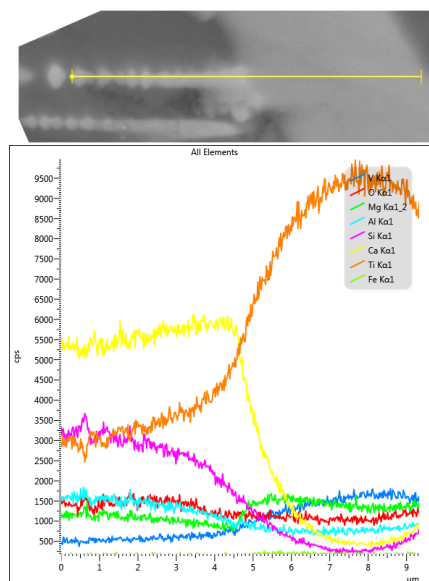 All Elements
9500
9000
8500
8000
7500
7000
6500
6000
5500
5000
4500
4000
3500
3000
2500
2000
1500
1000
500
cps
V Kα1
O Kα1
Mg Kα1_2
Al Kα1
Si Kα1
Ca Kα1
Ti Kα1
Fe Kα1
0 1 2 3 4 5 6 7 8 9
µm